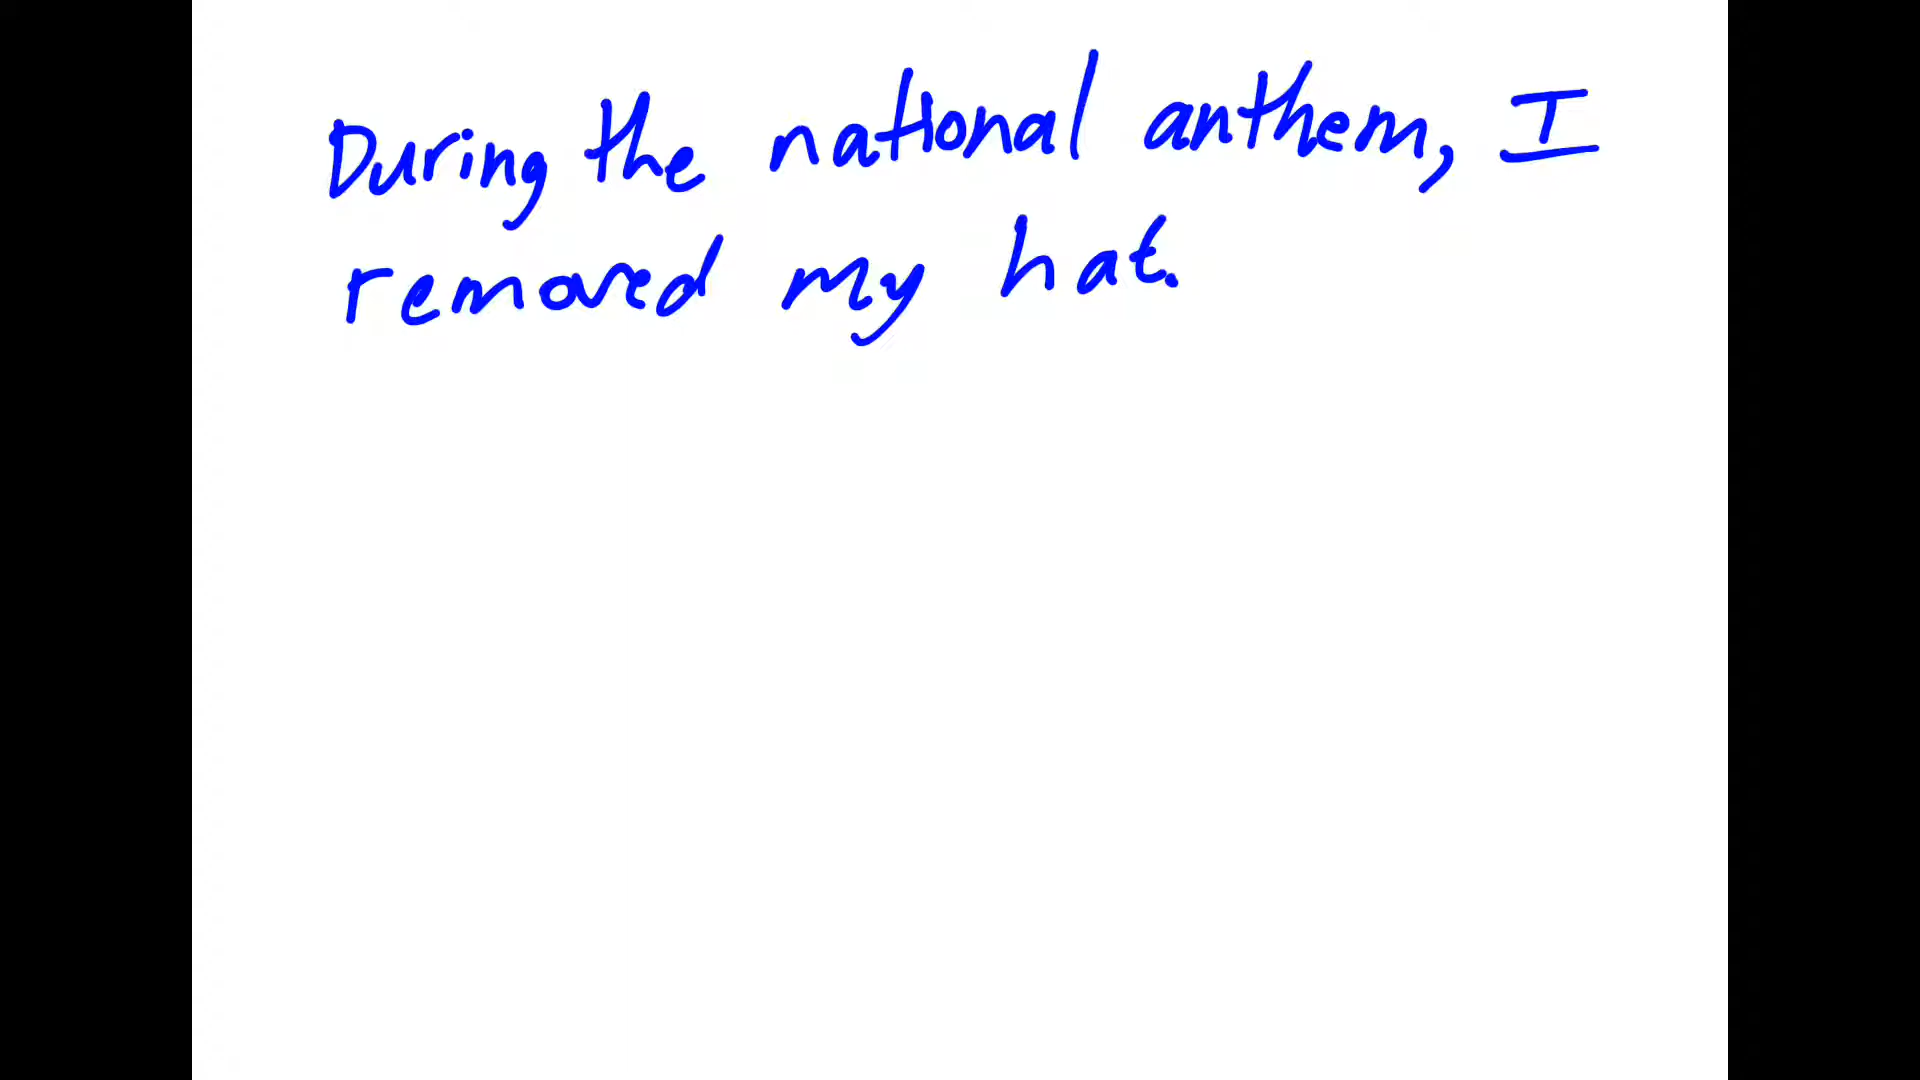 During the national anthem, I
removed my hat.